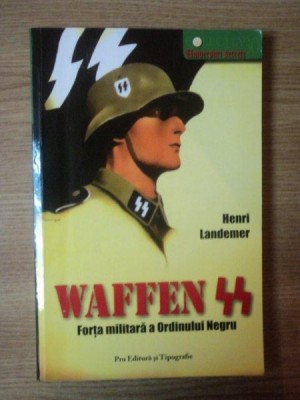 Henri
Landemer
WAFFEN SS
Forța militară a Ordinului Negru
Pro Editură și Tipografie